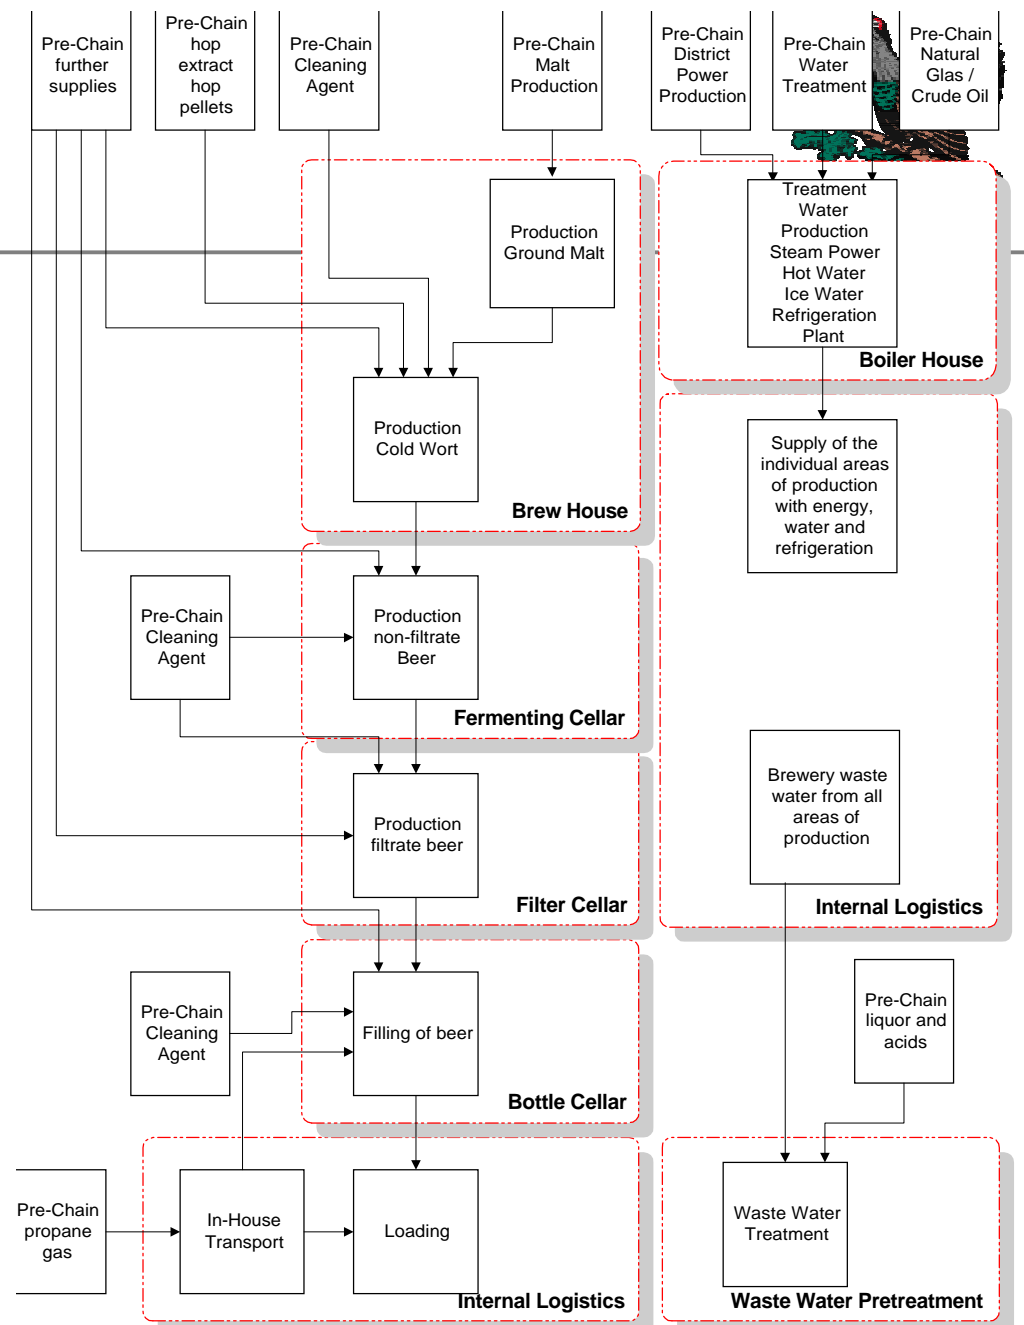 Pre-Chain
further
supplies
Pre-Chain
hop
extract
hop
pellets
Pre-Chain
Cleaning
Agent
Pre-Chain
Malt
Production
Pre-Chain
District
Power
Production
Pre-Chain
Water
Treatment
Pre-Chain
Natural
Glas /
Crude Oil
Production
Ground Malt
Treatment
Water
Production
Steam Power
Hot Water
Ice Water
Refrigeration
Plant
Boiler House
Production
Cold Wort
Brew House
Supply of the
individual areas
of production
with energy,
water and
refrigeration
Pre-Chain
Cleaning
Agent
Production
non-filtrate
Beer
Fermenting Cellar
Production
filtrate beer
Filter Cellar
Brewery waste
water from all
areas of
production
Internal Logistics
Pre-Chain
Cleaning
Agent
Filling of beer
Bottle Cellar
Pre-Chain
liquor and
acids
Pre-Chain
propane
gas
In-House
Transport
Loading
Internal Logistics
Waste Water
Treatment
Waste Water Pretreatment